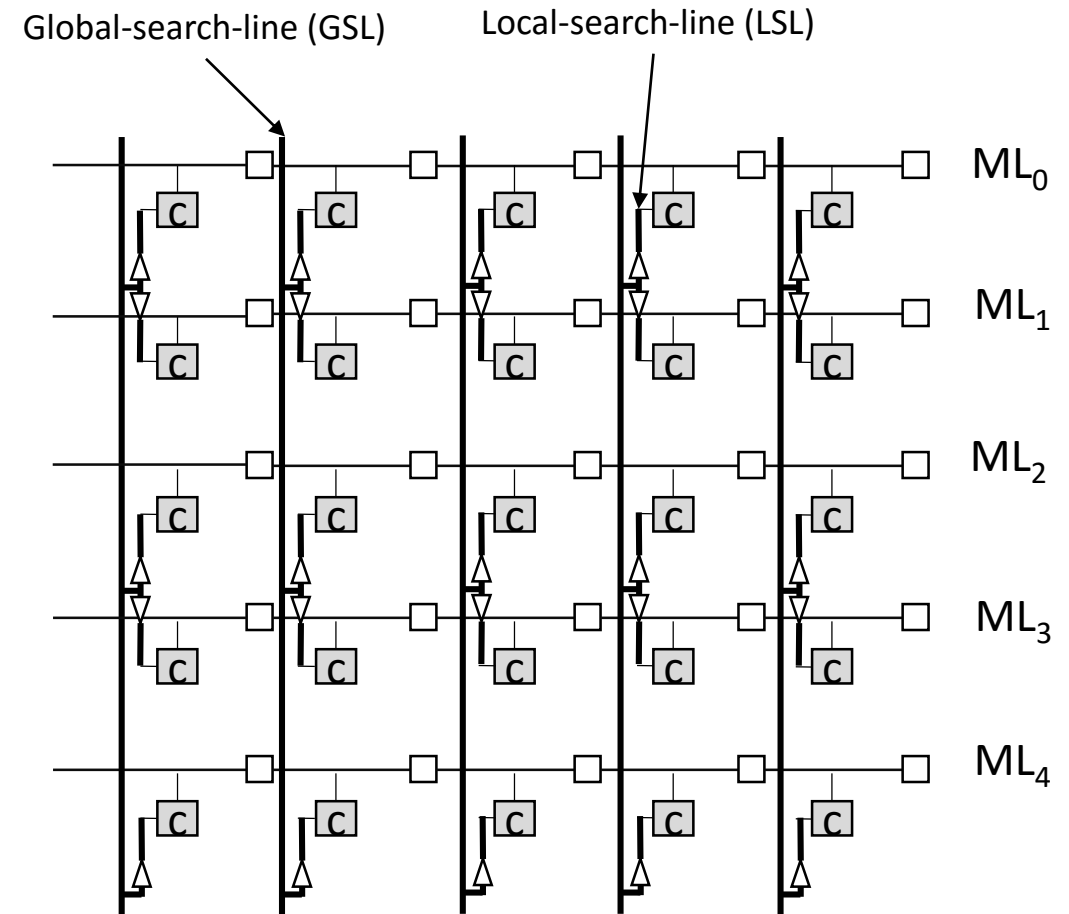 Global-search-line (GSL)
Local-search-line (LSL)
ML0
C C C C C
ML1
C C C C C
ML2
C C C C C
ML3
C C C C C
ML4
C C C C C